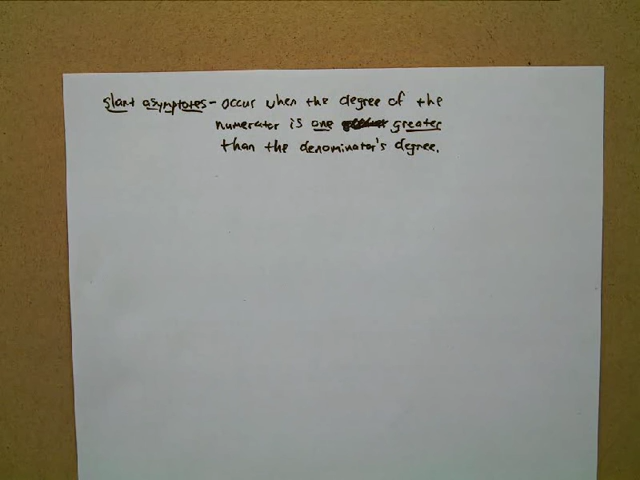 slant asymptotes - occur when the degree of the
numerator is one greater
than the denominator's degree.